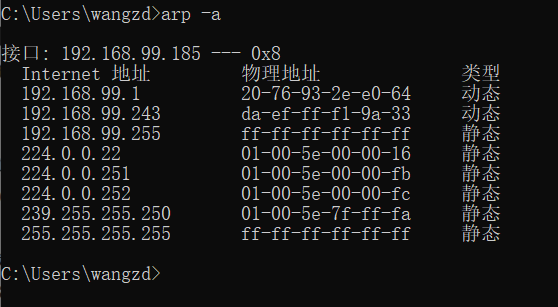 C:\Users\wangzd>arp -a
接口: 192.168.99.185 --- 0x8
Internet 地址 物理地址 类型
192.168.99.1 20-76-93-2e-e0-64 动态
192.168.99.243 da-ef-ff-f1-9a-33 动态
192.168.99.255 ff-ff-ff-ff-ff-ff 静态
224.0.0.22 01-00-5e-00-00-16 静态
224.0.0.251 01-00-5e-00-00-fb 静态
224.0.0.252 01-00-5e-00-00-fc 静态
239.255.255.250 01-00-5e-7f-ff-fa 静态
255.255.255.255 ff-ff-ff-ff-ff-ff 静态
C:\Users\wangzd>